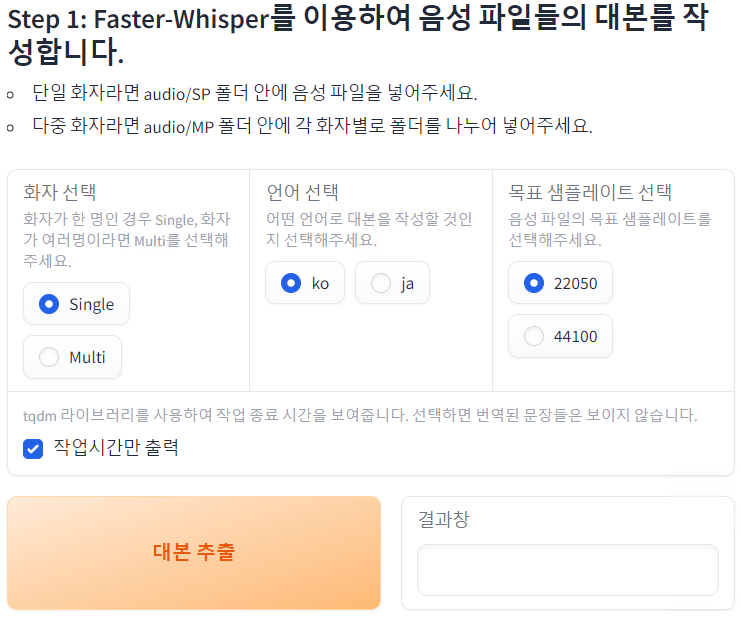 Step 1: Faster-Whisper를 이용하여 음성 파일들의 대본를 작
성합니다.
단일 화자라면 audio/SP 폴더 안에 음성 파일을 넣어주세요.
다중 화자라면 audio/MP 폴더 안에 각 화자별로 폴더를 나누어 넣어주세요.
화자 선택
화자가 한 명인 경우 Single, 화자
가 여러명이라면 Multi를 선택해
주세요.
Single
Multi
언어 선택
어떤 언어로 대본을 작성할 것인
지 선택해주세요.
ko
ja
목표 샘플레이트 선택
음성 파일의 목표 샘플레이트를
선택해주세요.
22050
44100
tqdm 라이브러리를 사용하여 작업 종료 시간을 보여줍니다. 선택하면 번역된 문장들은 보이지 않습니다.
작업시간만 출력
대본 추출
결과창